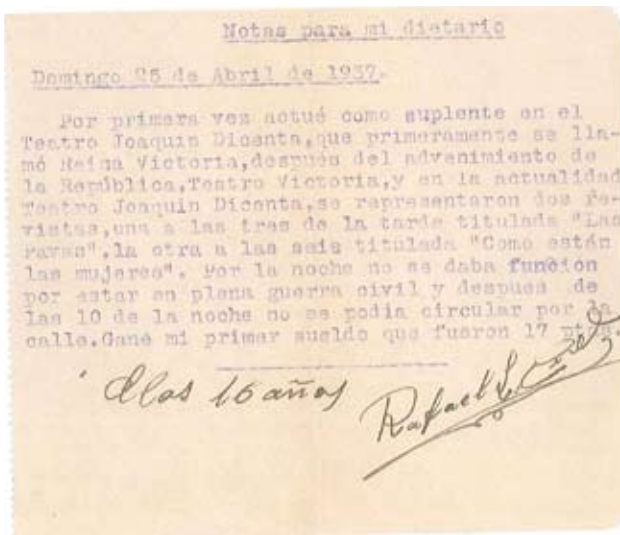 Notas para mi dietario
Domingo 25 de Abril de 1937.
Por primera vez actué como suplente en el
Teatro Joaquin Dicenta,que primeramente se lla-
mó Reina Victoria,después del advenimiento de
la República,Teatro Victoria,y en la actualidad
Teatro Joaquin Dicenta,se representaron dos Re-
vistas,una a las tres de la tarde titulada "Las
Pavas".la otra a las seis titulada "Como están
las mujeres". Por la noche no se daba funcion
por estar en plena guerra civil y despues de
las 10 de la noche no se podia circular por la
calle.Gané mi primer sueldo que fueron 17 ptas.
A los 16 años
Rafael